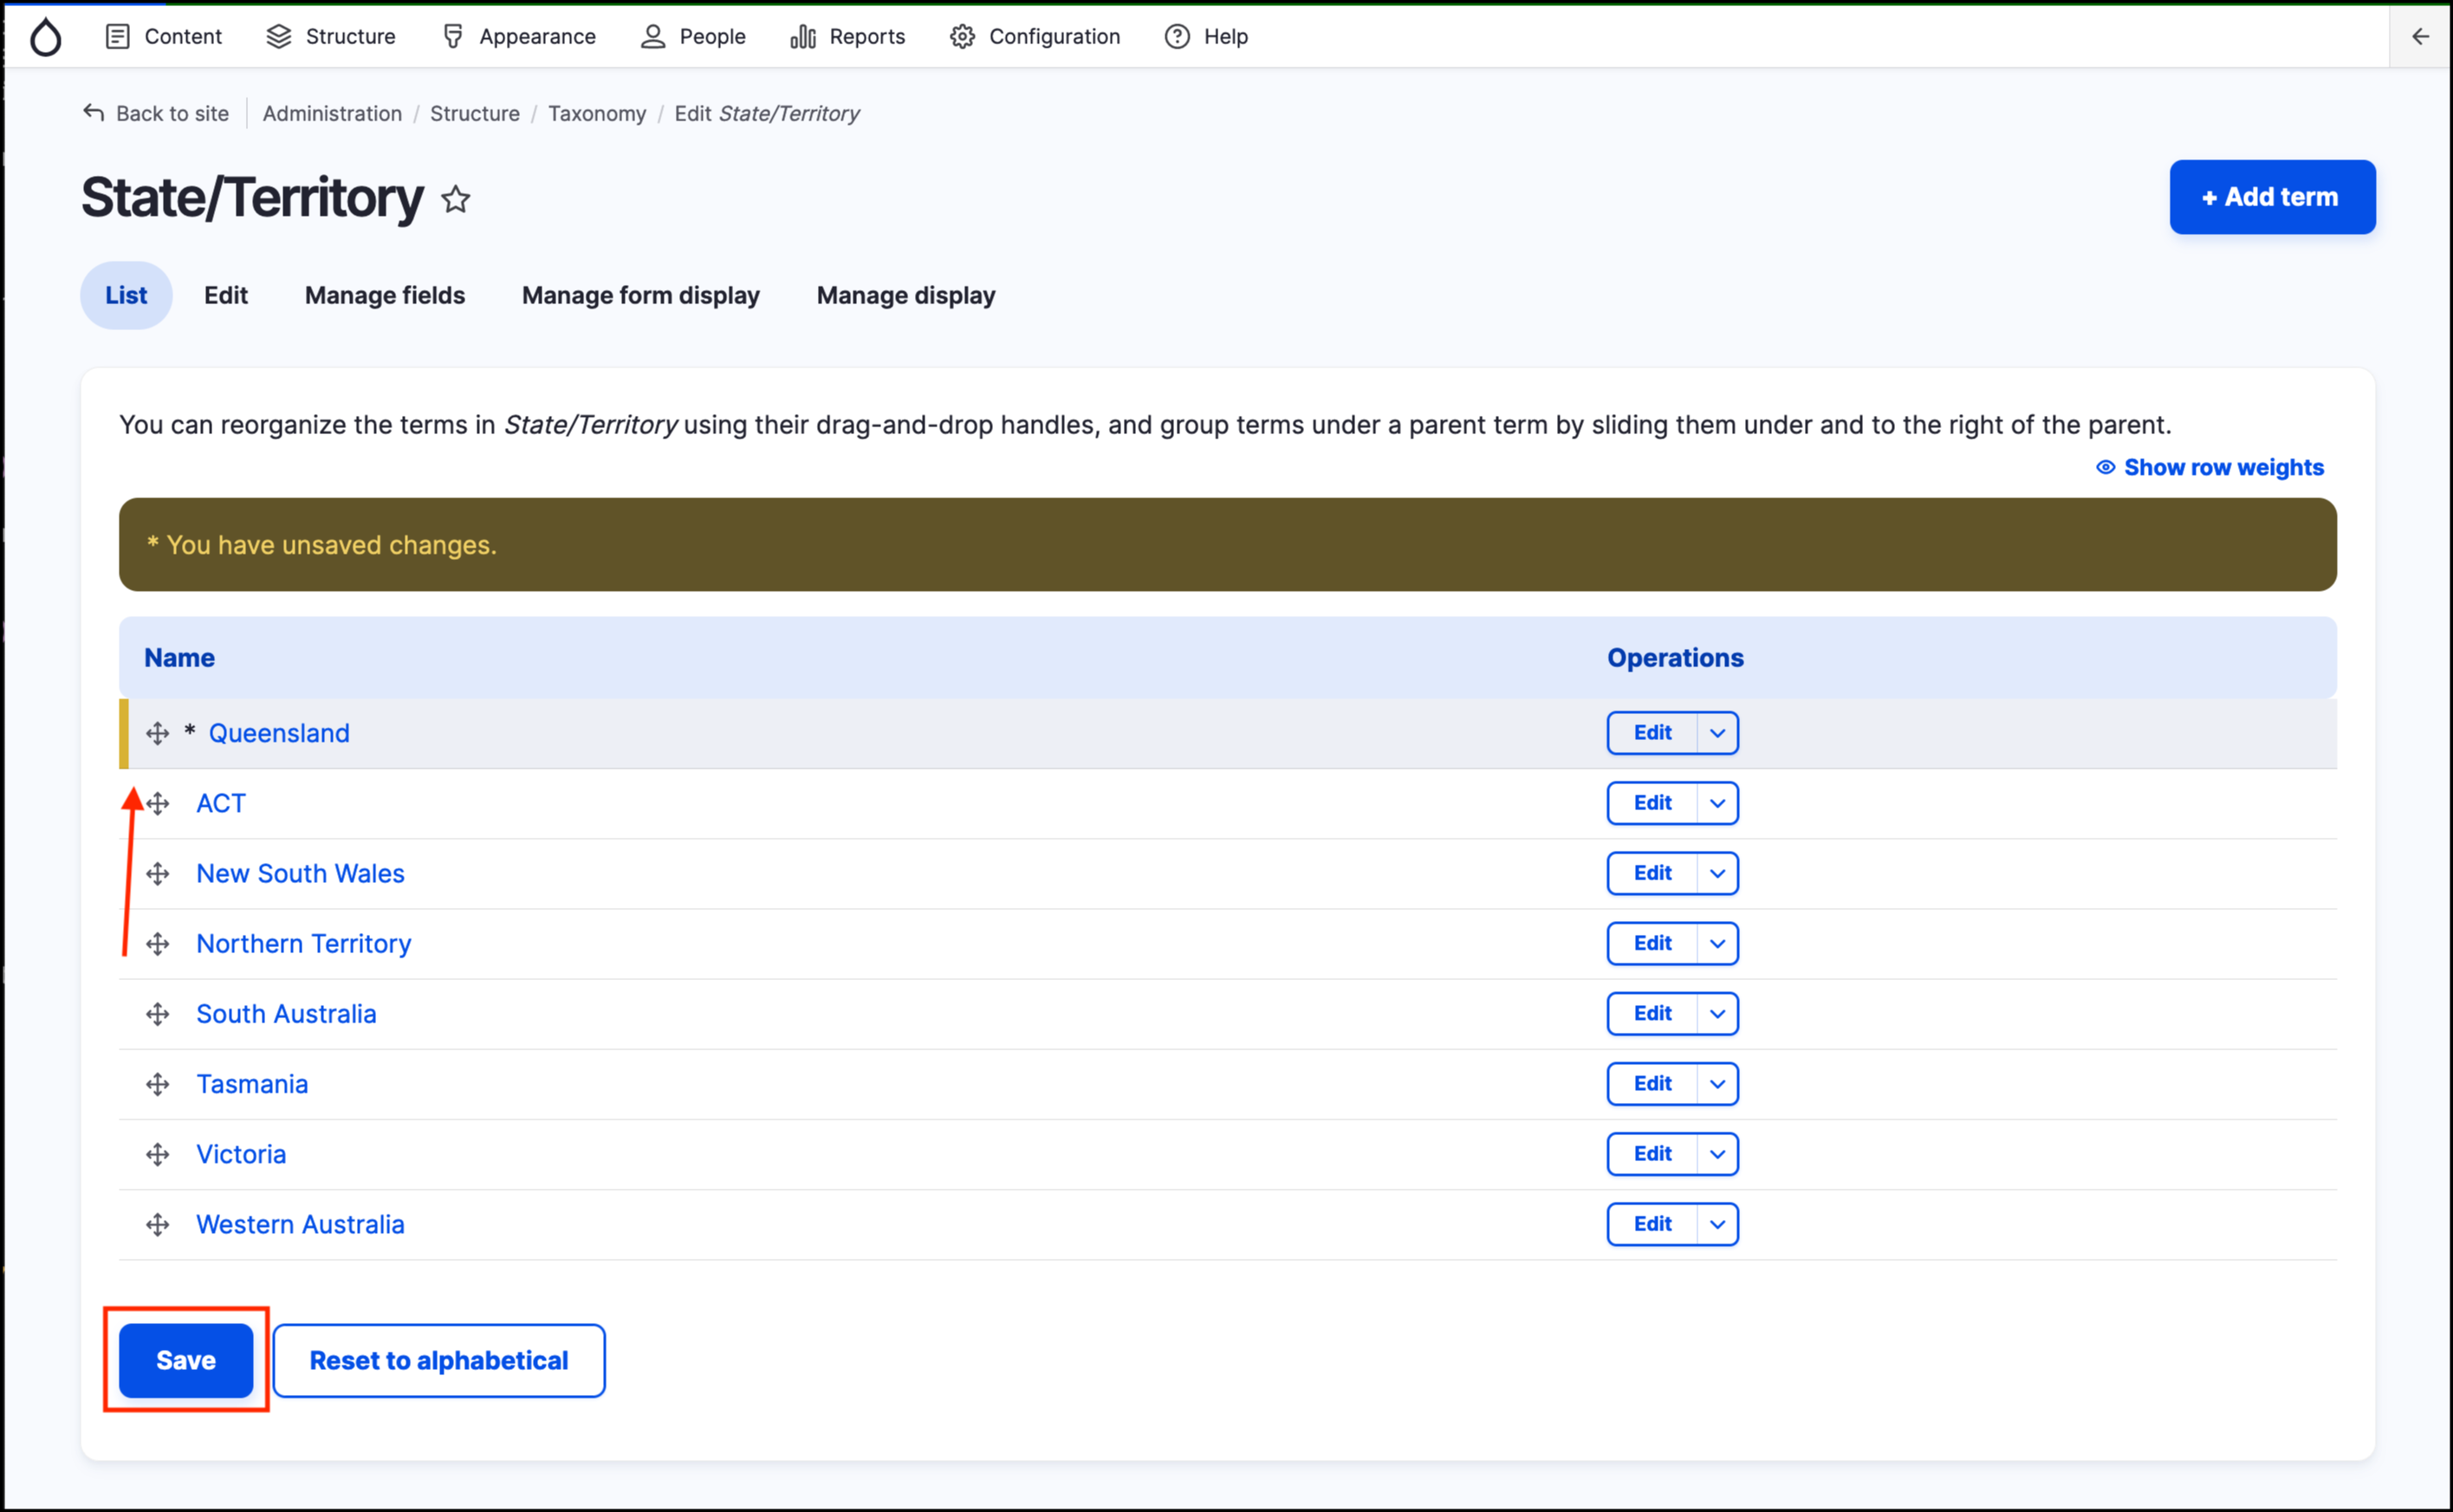 Content Structure Appearance People Reports Configuration Help
Back to site Administration / Structure / Taxonomy / Edit State/Territory
State/Territory
+ Add term
List Edit Manage fields Manage form display Manage display
You can reorganize the terms in State/Territory using their drag-and-drop handles, and group terms under a parent term by sliding them under and to the right of the parent.
Show row weights
* You have unsaved changes.
Name Operations
* Queensland Edit
ACT Edit
New South Wales Edit
Northern Territory Edit
South Australia Edit
Tasmania Edit
Victoria Edit
Western Australia Edit
Save Reset to alphabetical